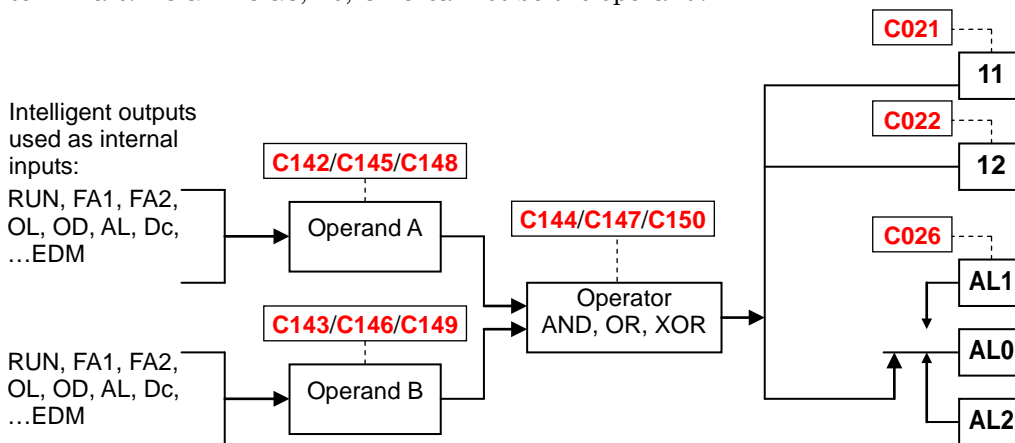 C021
11
Intelligent outputs
used as internal
inputs:
C022
12
C142/C145/C148
RUN, FA1, FA2,
OL, OD, AL, Dc,
…EDM
Operand A
C144/C147/C150
C026
AL1
Operator
AND, OR, XOR
C143/C146/C149
AL0
RUN, FA1, FA2,
OL, OD, AL, Dc,
…EDM
Operand B
AL2